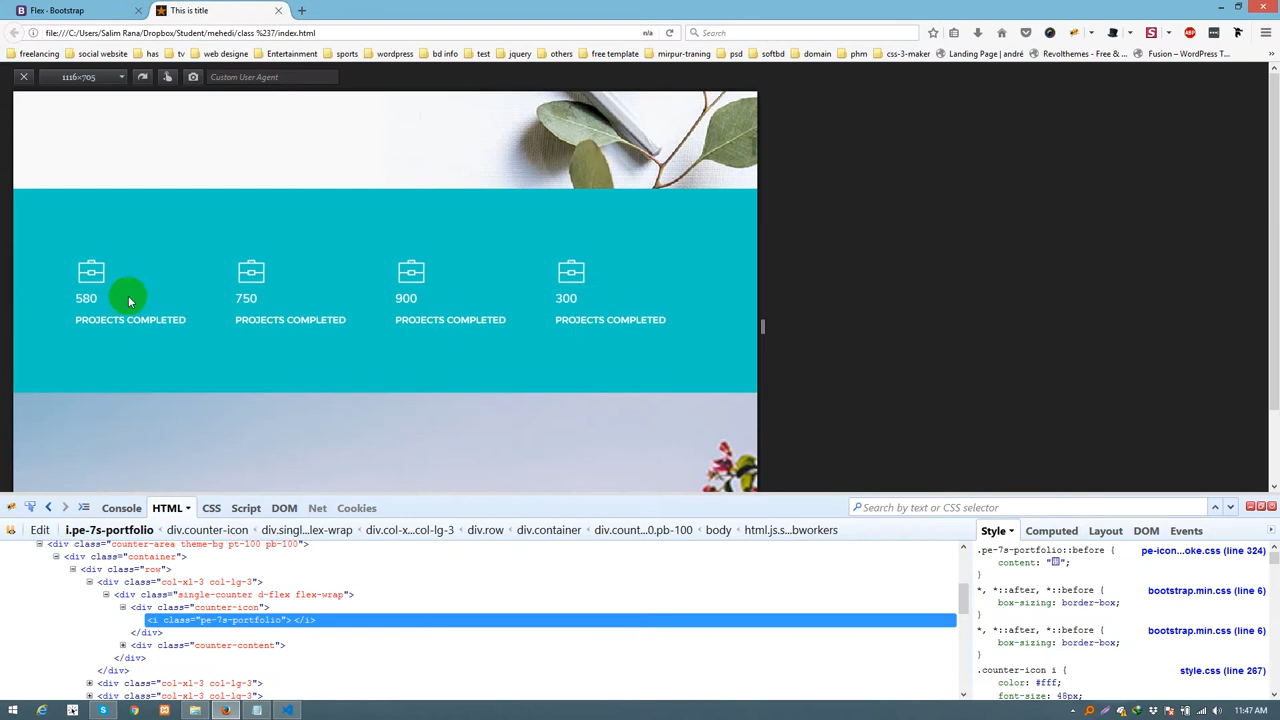 Flex - Bootstrap
This is title
file:///C:/Users/Salim Rana/Dropbox/Student/mehedi/class %237/index.html
n/a
Search
freelancing
social website
has
tv
web designe
Entertainment
sports
wordpress
bd info
test
jquery
others
free template
mirpur-traning
psd
softbd
domain
phm
css-3-maker
Landing Page | andré
Revolthemes - Free & ...
Fusion – WordPress T...
1116×705
Custom User Agent
580
750
900
300
PROJECTS COMPLETED
PROJECTS COMPLETED
PROJECTS COMPLETED
PROJECTS COMPLETED
Console
HTML
CSS
Script
DOM
Net
Cookies
Search by text or CSS selector
Edit
i.pe-7s-portfolio
div.counter-icon
div.singl...lex-wrap
div.col-x...col-lg-3
div.row
div.container
div.count...0.pb-100
body
html.js.s...bworkers
Style
Computed
Layout
DOM
Events
<div class="counter-area theme-bg pt-100 pb-100">
<div class="container">
<div class="row">
<div class="col-xl-3 col-lg-3">
<div class="single-counter d-flex flex-wrap">
<div class="counter-icon">
<i class="pe-7s-portfolio"> </i>
</div>
<div class="counter-content">
</div>
</div>
<div class="col-xl-3 col-lg-3">
<div class="col-xl-3 col-lg-3">
.pe-7s-portfolio::before {
pe-icon...oke.css (line 324)
content: "";
}
*, *::after, *::before {
bootstrap.min.css (line 6)
box-sizing: border-box;
}
*, *::after, *::before {
bootstrap.min.css (line 6)
box-sizing: border-box;
}
.counter-icon i {
style.css (line 267)
color: #fff;
font-size: 48px;
11:47 AM